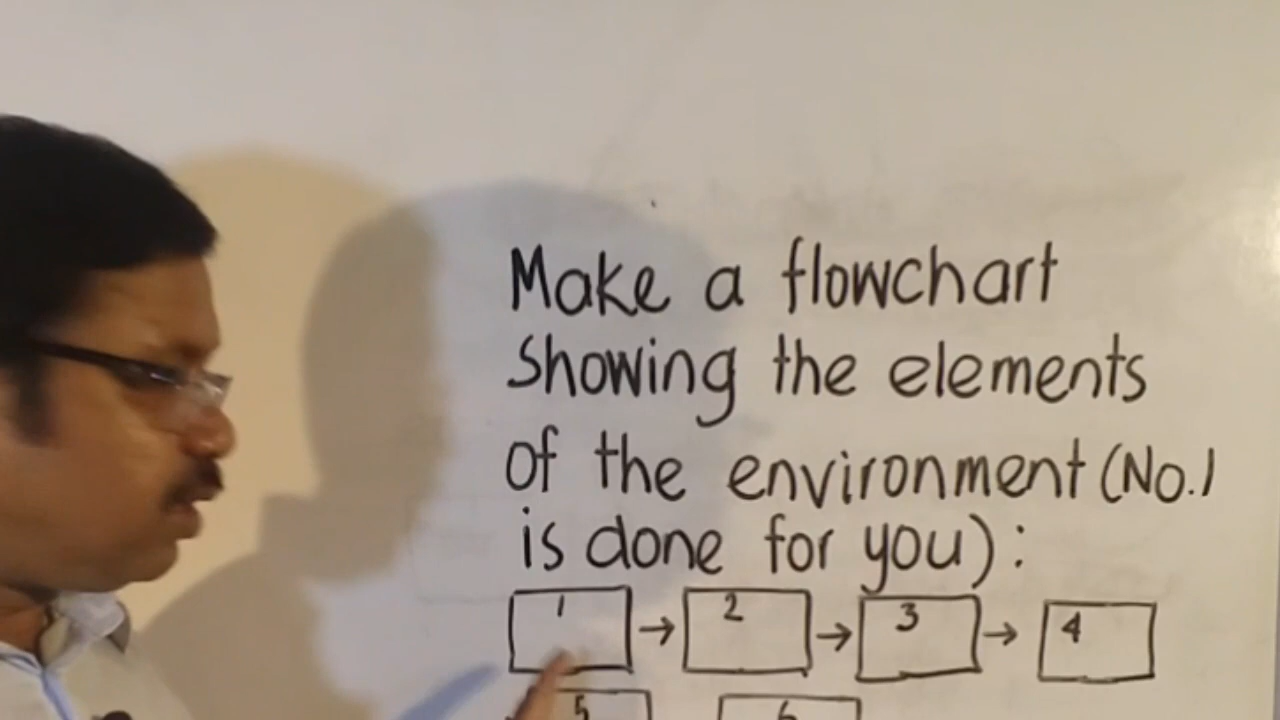 Make a flowchart
showing the elements
of the environment (No.1
is done for you) :
1 → 2 → 3 → 4
5 6